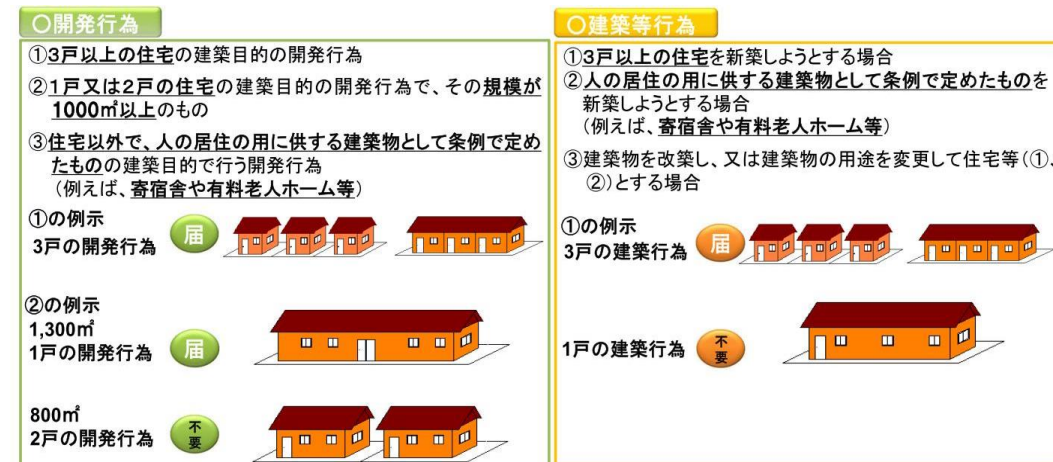 〇開発行為
①3戸以上の住宅の建築目的の開発行為
②1戸又は2戸の住宅の建築目的の開発行為で、その規模が
1000㎡以上のもの
③住宅以外で、人の居住の用に供する建築物として条例で定め
たものの建築目的で行う開発行為
(例えば、寄宿舎や有料老人ホーム等)
①の例示
3戸の開発行為
届
②の例示
1,300㎡
1戸の開発行為
届
800㎡
2戸の開発行為
不
要
〇建築等行為
①3戸以上の住宅を新築しようとする場合
②人の居住の用に供する建築物として条例で定めたものを
新築しようとする場合
(例えば、寄宿舎や有料老人ホーム等)
③建築物を改築し、又は建築物の用途を変更して住宅等(①、
②)とする場合
①の例示
3戸の建築行為
届
1戸の建築行為
不
要